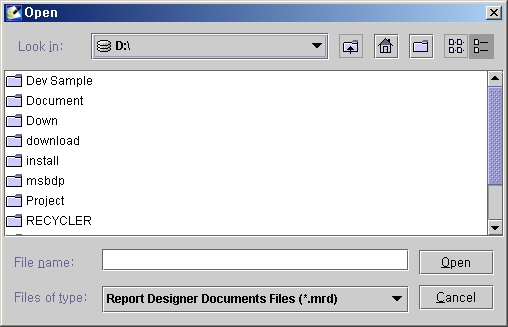 Open
Look in: D:\
Dev Sample
Document
Down
download
install
msbdp
Project
RECYCLER
File name: Open
Files of type: Report Designer Documents Files (*.mrd) Cancel